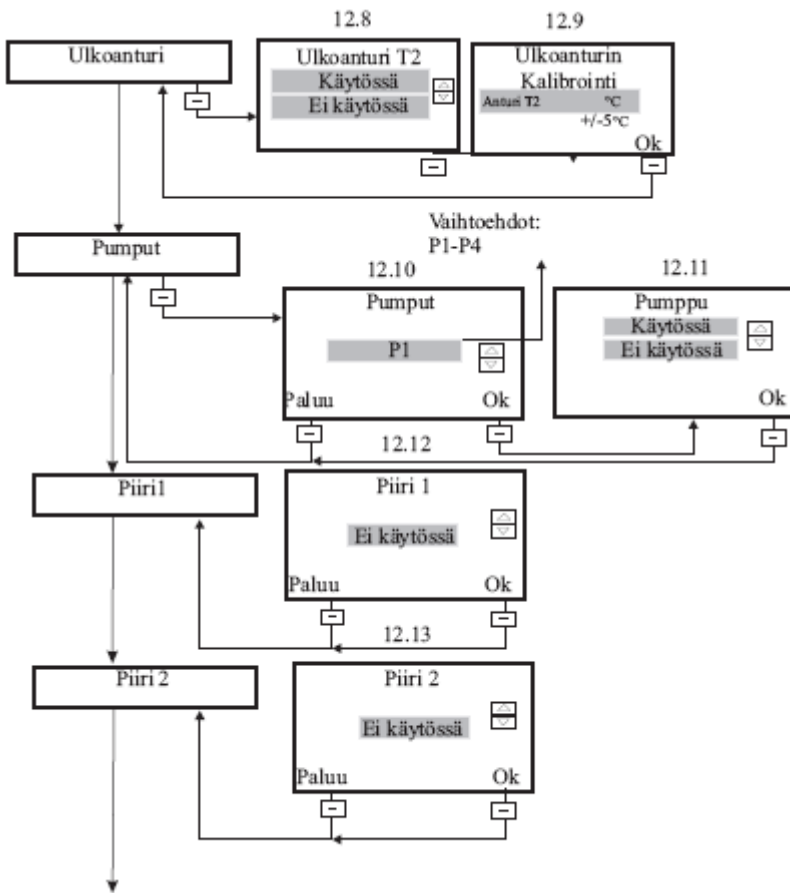 12.8
12.9
Ulkoanturi
Ulkoanturi T2
Käytössä
Ei käytössä
Ulkoanturin
Kalibrointi
Anturi T2 °C
+/-5°C
Ok
Vaihtoehdot:
P1-P4
Pumput
12.10
12.11
Pumput
P1
Paluu Ok
Pumppu
Käytössä
Ei käytössä
Ok
12.12
Piiri1
Piiri 1
Ei käytössä
Paluu Ok
12.13
Piiri 2
Piiri 2
Ei käytössä
Paluu Ok